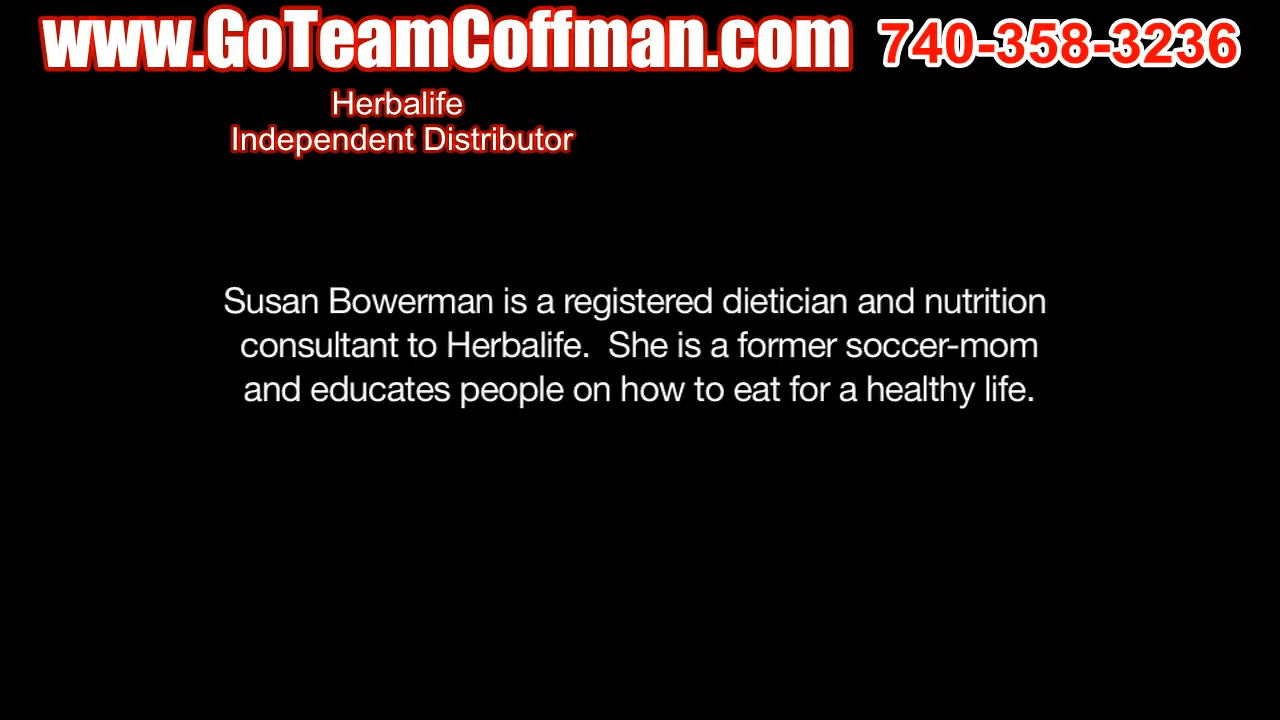 www.GoTeamCoffman.com 740-358-3236
Herbalife
Independent Distributor
Susan Bowerman is a registered dietician and nutrition
consultant to Herbalife.  She is a former soccer-mom
and educates people on how to eat for a healthy life.